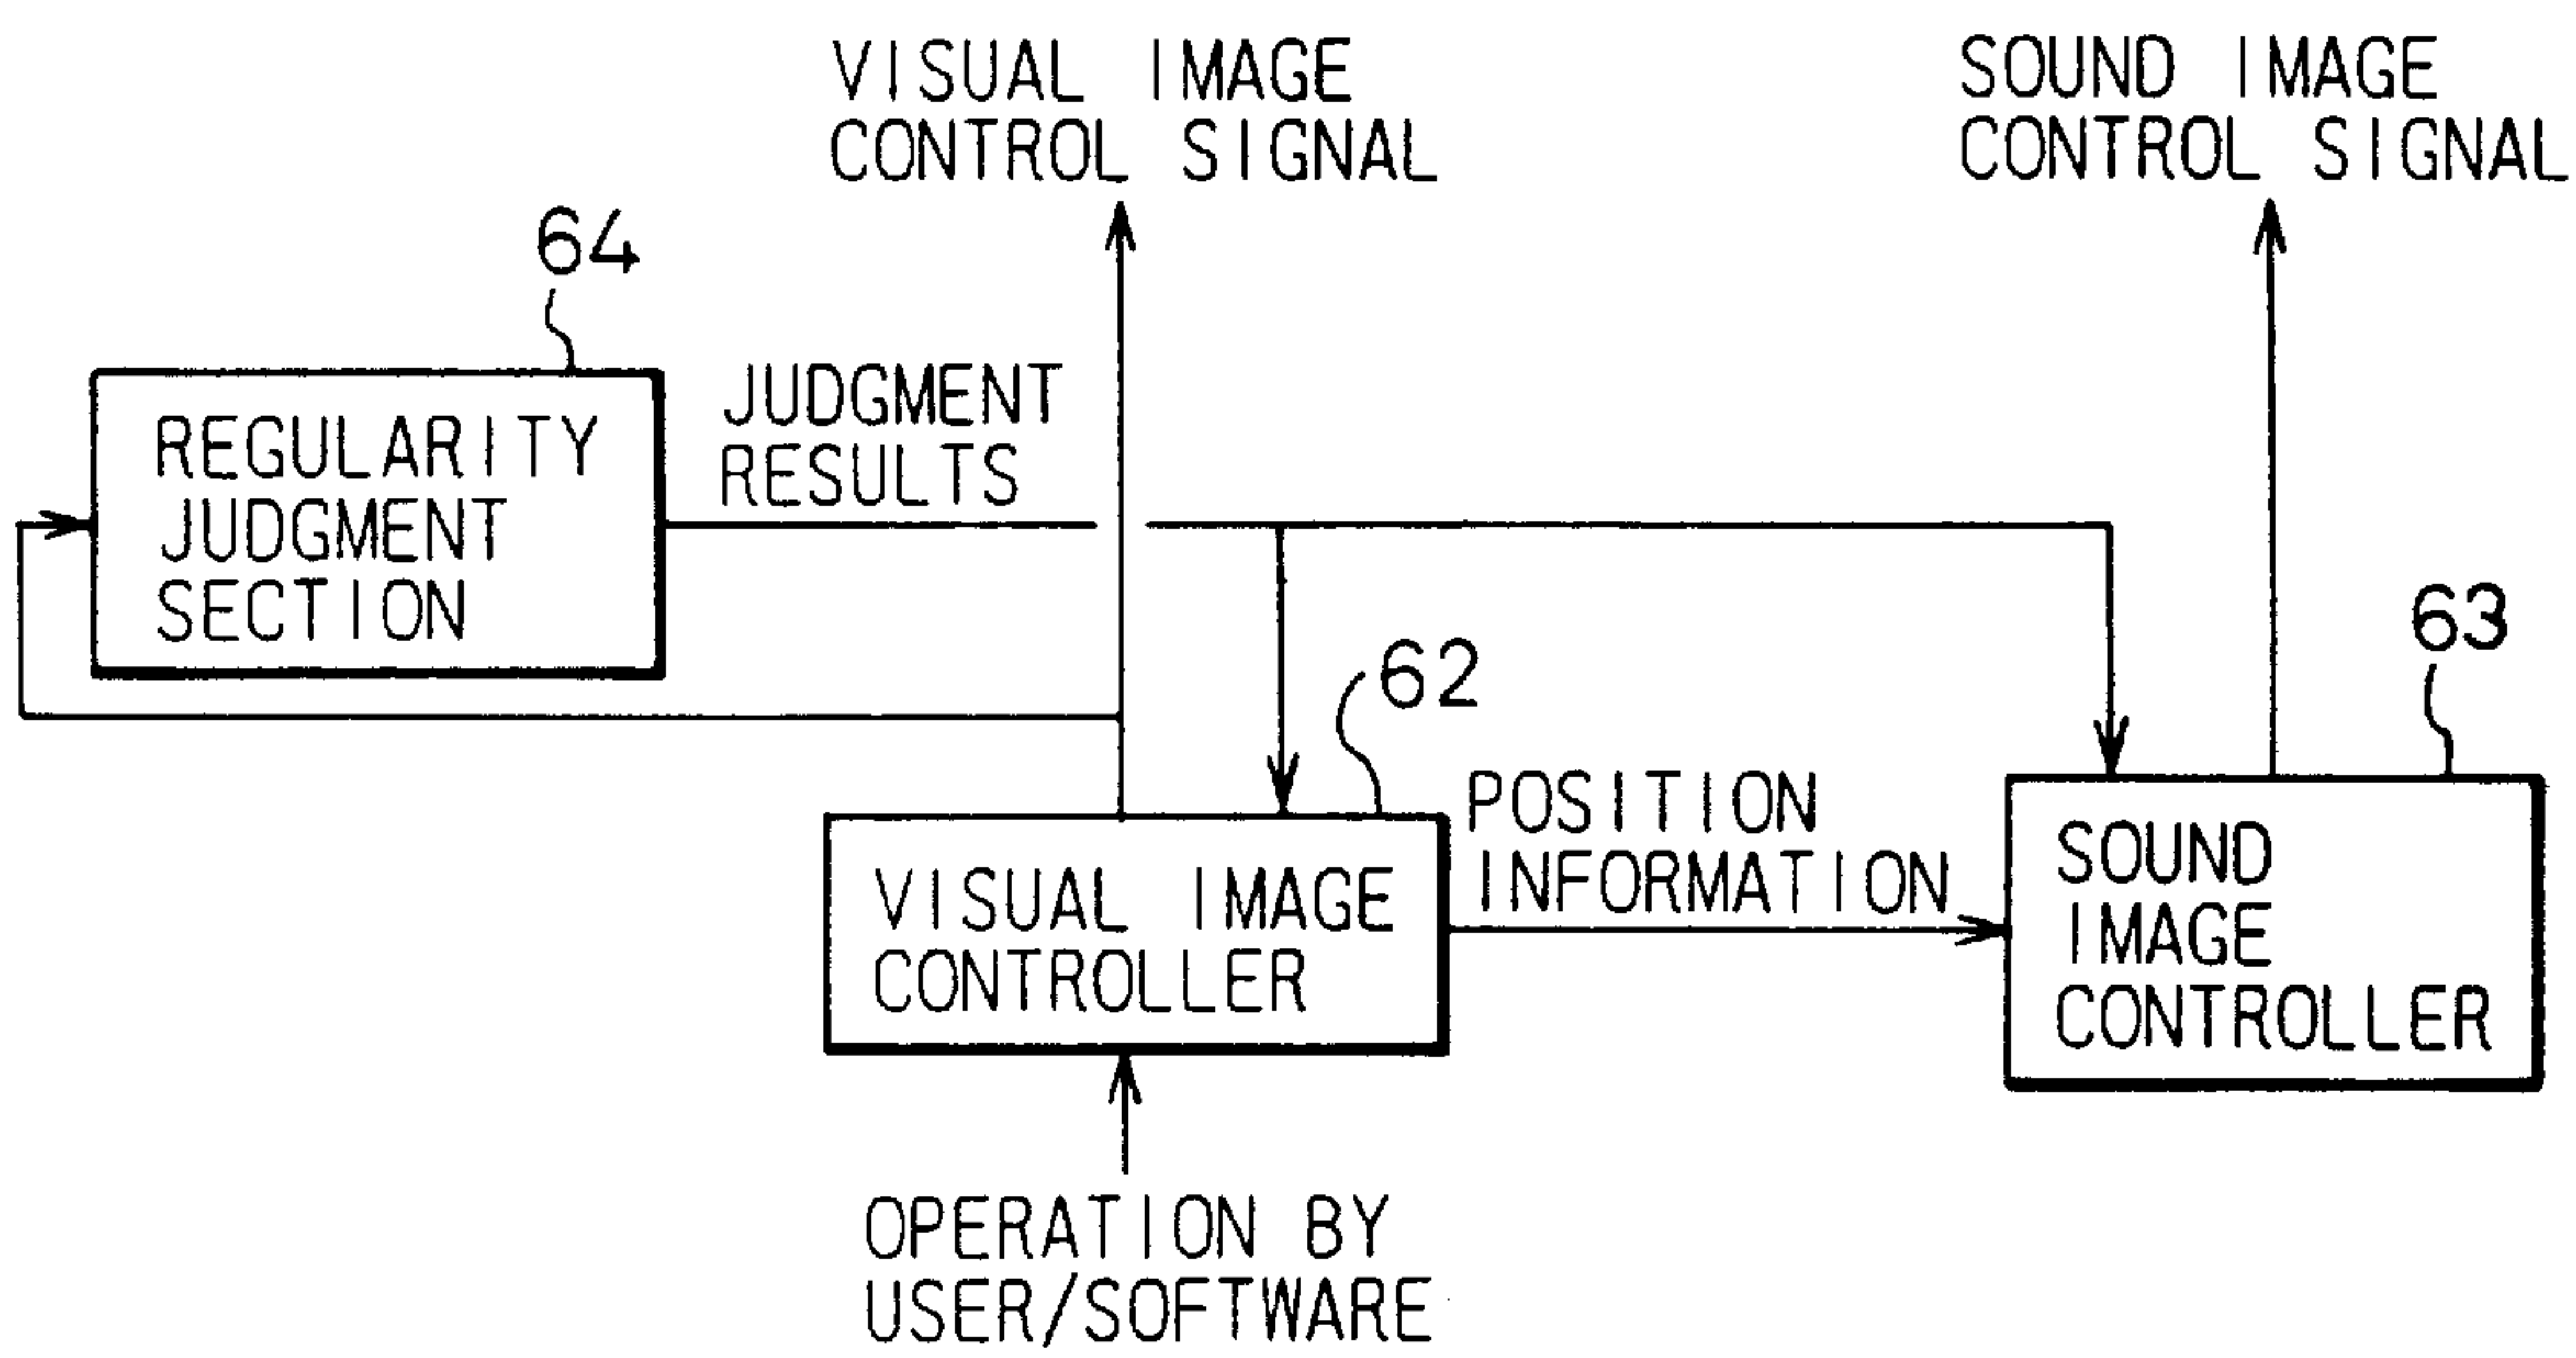 VISUAL IMAGE
CONTROL SIGNAL
SOUND IMAGE
CONTROL SIGNAL
64
REGULARITY
JUDGMENT
SECTION
JUDGMENT
RESULTS
62
63
VISUAL IMAGE
CONTROLLER
POSITION
INFORMATION
SOUND
IMAGE
CONTROLLER
OPERATION BY
USER/SOFTWARE